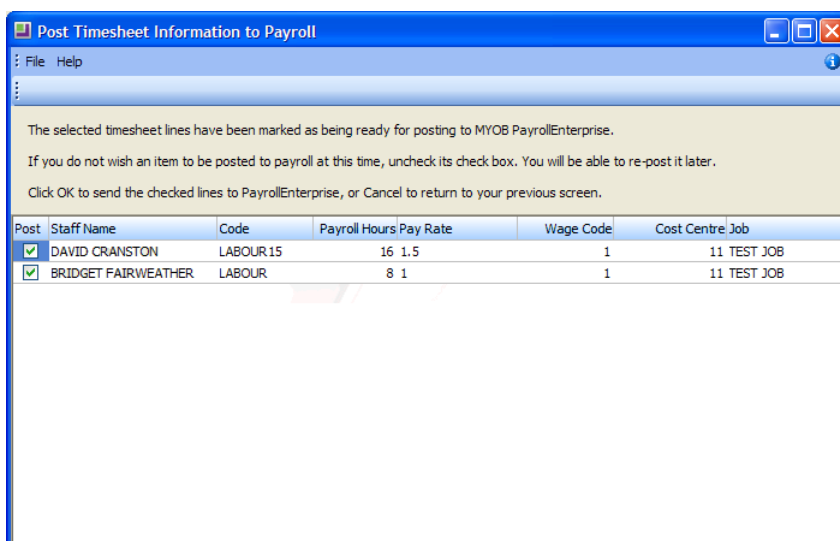 Post Timesheet Information to Payroll
File Help
The selected timesheet lines have been marked as being ready for posting to MYOB PayrollEnterprise.
If you do not wish an item to be posted to payroll at this time, uncheck its check box. You will be able to re-post it later.
Click OK to send the checked lines to PayrollEnterprise, or Cancel to return to your previous screen.
Post Staff Name Code Payroll Hours Pay Rate Wage Code Cost Centre Job
DAVID CRANSTON LABOUR15 16 1.5 1 11 TEST JOB
BRIDGET FAIRWEATHER LABOUR 8 1 1 11 TEST JOB